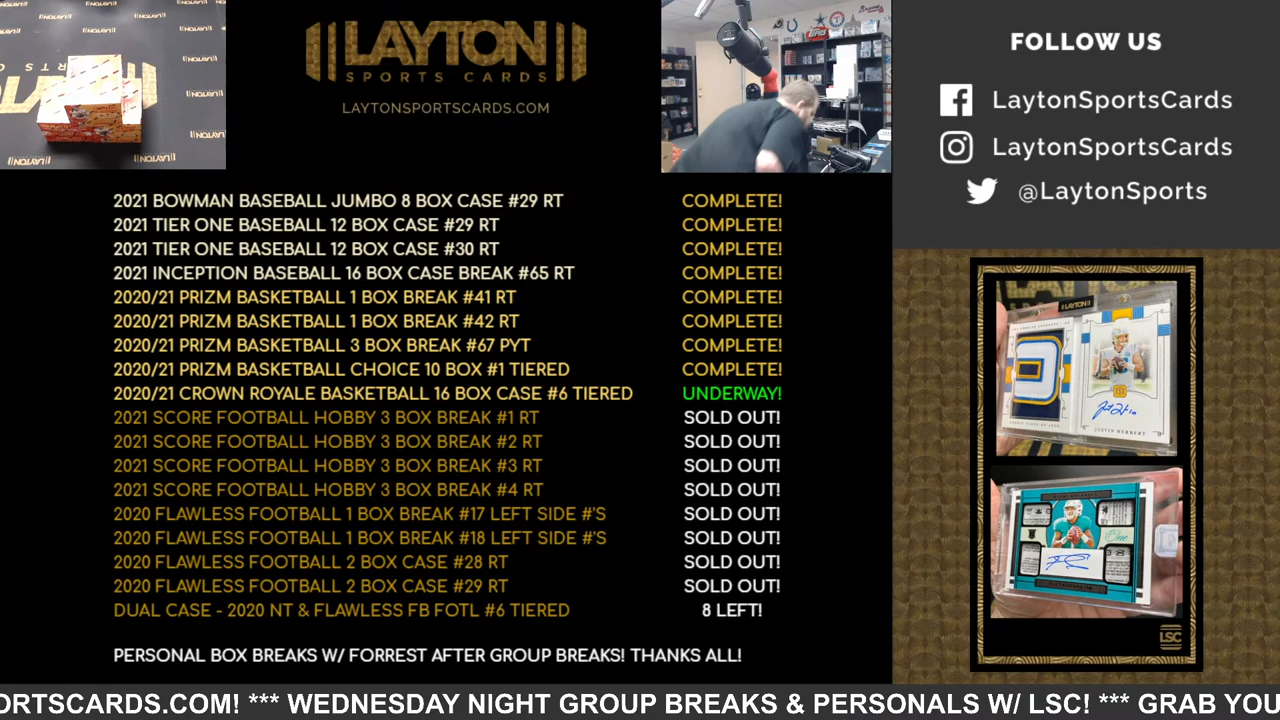 LAYTON
SPORTS CARDS
LAYTONSPORTSCARDS.COM
FOLLOW US
LaytonSportsCards
LaytonSportsCards
@LaytonSports
2021 BOWMAN BASEBALL JUMBO 8 BOX CASE #29 RT COMPLETE!
2021 TIER ONE BASEBALL 12 BOX CASE #29 RT COMPLETE!
2021 TIER ONE BASEBALL 12 BOX CASE #30 RT COMPLETE!
2021 INCEPTION BASEBALL 16 BOX CASE BREAK #65 RT COMPLETE!
2020/21 PRIZM BASKETBALL 1 BOX BREAK #41 RT COMPLETE!
2020/21 PRIZM BASKETBALL 1 BOX BREAK #42 RT COMPLETE!
2020/21 PRIZM BASKETBALL 3 BOX BREAK #67 PYT COMPLETE!
2020/21 PRIZM BASKETBALL CHOICE 10 BOX #1 TIERED COMPLETE!
2020/21 CROWN ROYALE BASKETBALL 16 BOX CASE #6 TIERED UNDERWAY!
2021 SCORE FOOTBALL HOBBY 3 BOX BREAK #1 RT SOLD OUT!
2021 SCORE FOOTBALL HOBBY 3 BOX BREAK #2 RT SOLD OUT!
2021 SCORE FOOTBALL HOBBY 3 BOX BREAK #3 RT SOLD OUT!
2021 SCORE FOOTBALL HOBBY 3 BOX BREAK #4 RT SOLD OUT!
2020 FLAWLESS FOOTBALL 1 BOX BREAK #17 LEFT SIDE #'S SOLD OUT!
2020 FLAWLESS FOOTBALL 1 BOX BREAK #18 LEFT SIDE #'S SOLD OUT!
2020 FLAWLESS FOOTBALL 2 BOX CASE #28 RT SOLD OUT!
2020 FLAWLESS FOOTBALL 2 BOX CASE #29 RT SOLD OUT!
DUAL CASE - 2020 NT & FLAWLESS FB FOTL #6 TIERED 8 LEFT!
PERSONAL BOX BREAKS W/ FORREST AFTER GROUP BREAKS! THANKS ALL!
LAYTON
JUSTIN HERBERT
LSC
ORTSCARDS.COM! *** WEDNESDAY NIGHT GROUP BREAKS & PERSONALS W/ LSC! *** GRAB YOU